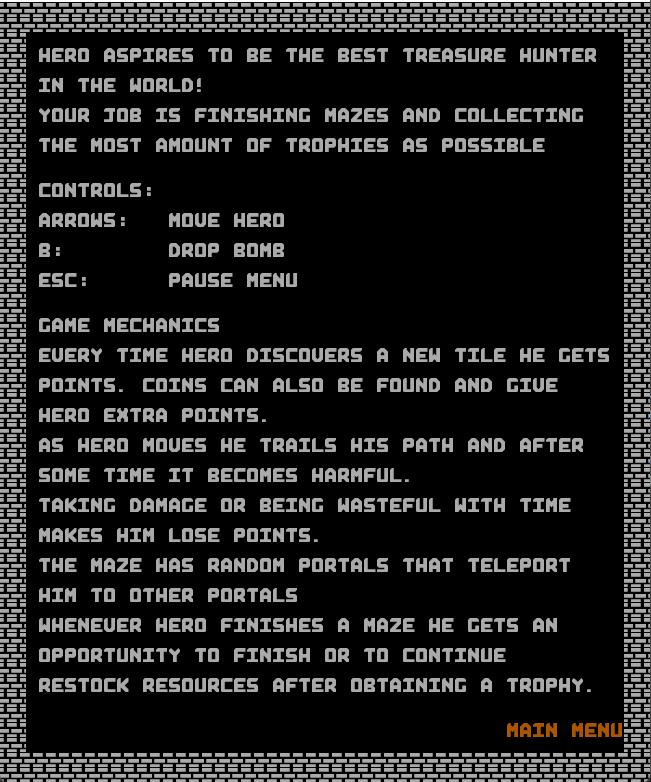 HERO ASPIRES TO BE THE BEST TREASURE HUNTER
IN THE WORLD!
YOUR JOB IS FINISHING MAZES AND COLLECTING
THE MOST AMOUNT OF TROPHIES AS POSSIBLE
CONTROLS:
ARROWS: MOVE HERO
B: DROP BOMB
ESC: PAUSE MENU
GAME MECHANICS
EVERY TIME HERO DISCOVERS A NEW TILE HE GETS
POINTS. COINS CAN ALSO BE FOUND AND GIVE
HERO EXTRA POINTS.
AS HERO MOVES HE TRAILS HIS PATH AND AFTER
SOME TIME IT BECOMES HARMFUL.
TAKING DAMAGE OR BEING WASTEFUL WITH TIME
MAKES HIM LOSE POINTS.
THE MAZE HAS RANDOM PORTALS THAT TELEPORT
HIM TO OTHER PORTALS
WHENEVER HERO FINISHES A MAZE HE GETS AN
OPPORTUNITY TO FINISH OR TO CONTINUE
RESTOCK RESOURCES AFTER OBTAINING A TROPHY.
MAIN MENU